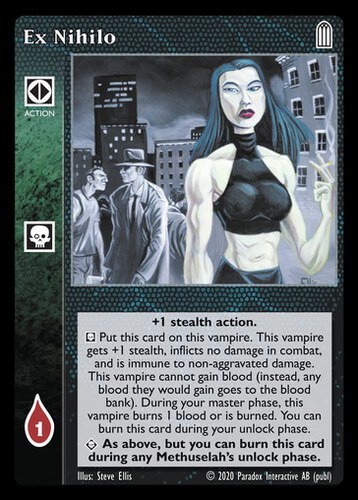 Ex Nihilo
ACTION
1
+1 stealth action.
Put this card on this vampire. This vampire
gets +1 stealth, inflicts no damage in combat,
and is immune to non-aggravated damage.
This vampire cannot gain blood (instead, any
blood they would gain goes to the blood
bank). During your master phase, this
vampire burns 1 blood or is burned. You can
burn this card during your unlock phase.
As above, but you can burn this card
during any Methuselah's unlock phase.
Illus: Steve Ellis © 2020 Paradox Interactive AB (publ)